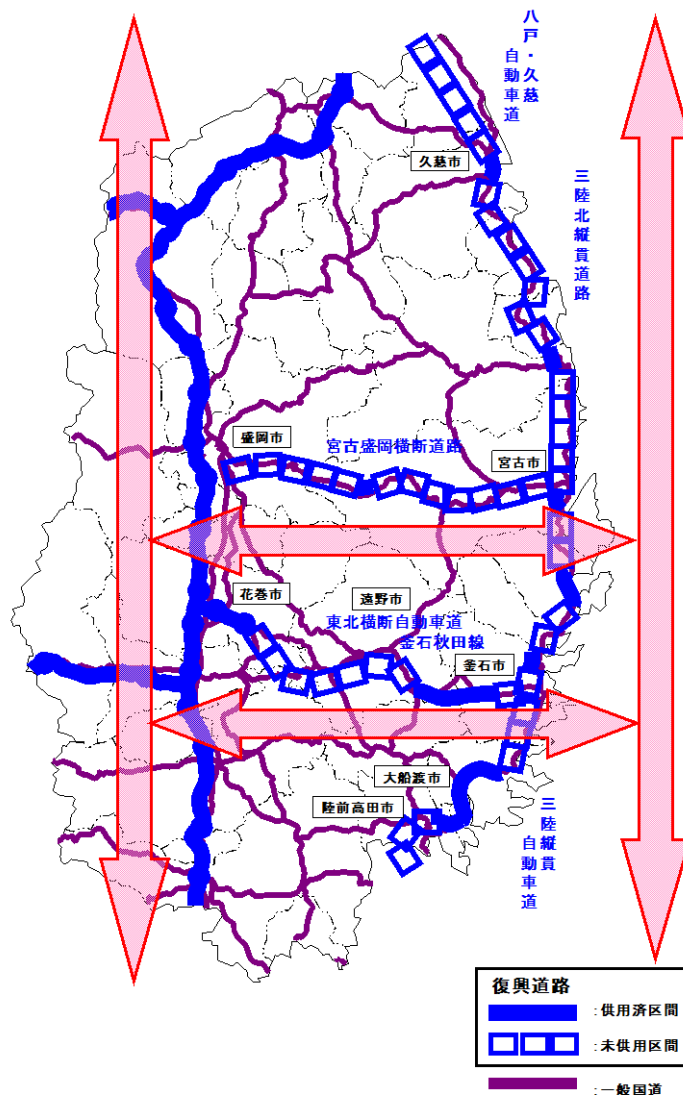 八戸・久慈
自動車道
久慈市
三陸北縦貫道路
盛岡市
宮古盛岡横断道路
宮古市
花巻市
遠野市
東北横断自動車道
釜石秋田線
釜石市
大船渡市
陸前高田市
三陸縦貫
自動車道
復興道路
:供用済区間
:未供用区間
:一般国道